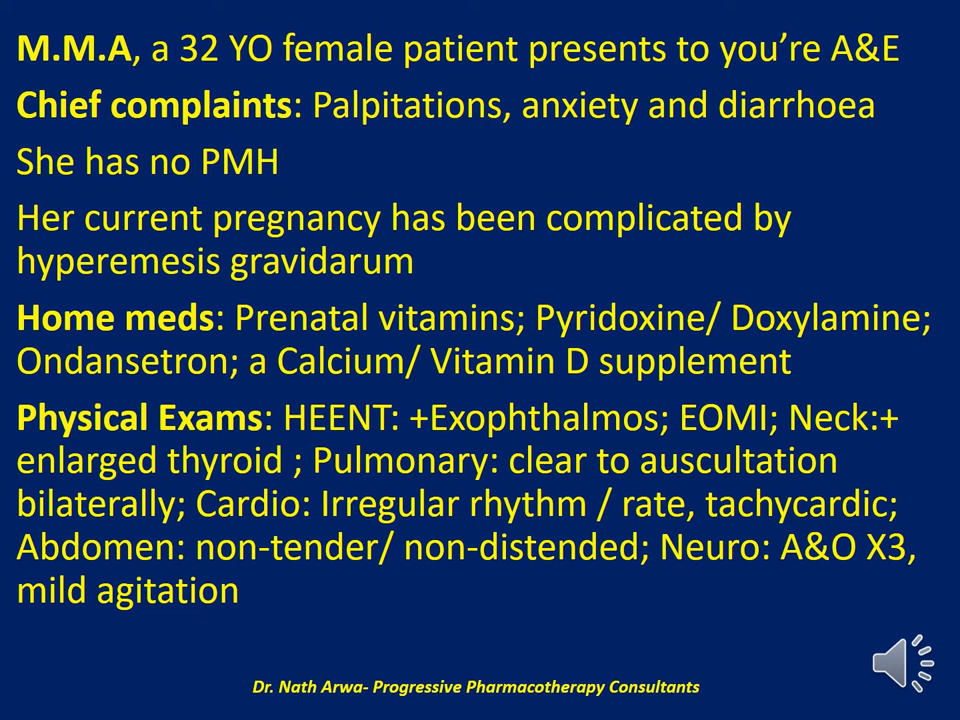 M.M.A, a 32 YO female patient presents to you’re A&E
Chief complaints: Palpitations, anxiety and diarrhoea
She has no PMH
Her current pregnancy has been complicated by
hyperemesis gravidarum
Home meds: Prenatal vitamins; Pyridoxine/ Doxylamine;
Ondansetron; a Calcium/ Vitamin D supplement
Physical Exams: HEENT: +Exophthalmos; EOMI; Neck:+
enlarged thyroid ; Pulmonary: clear to auscultation
bilaterally; Cardio: Irregular rhythm / rate, tachycardic;
Abdomen: non-tender/ non-distended; Neuro: A&O X3,
mild agitation
Dr. Nath Arwa- Progressive Pharmacotherapy Consultants